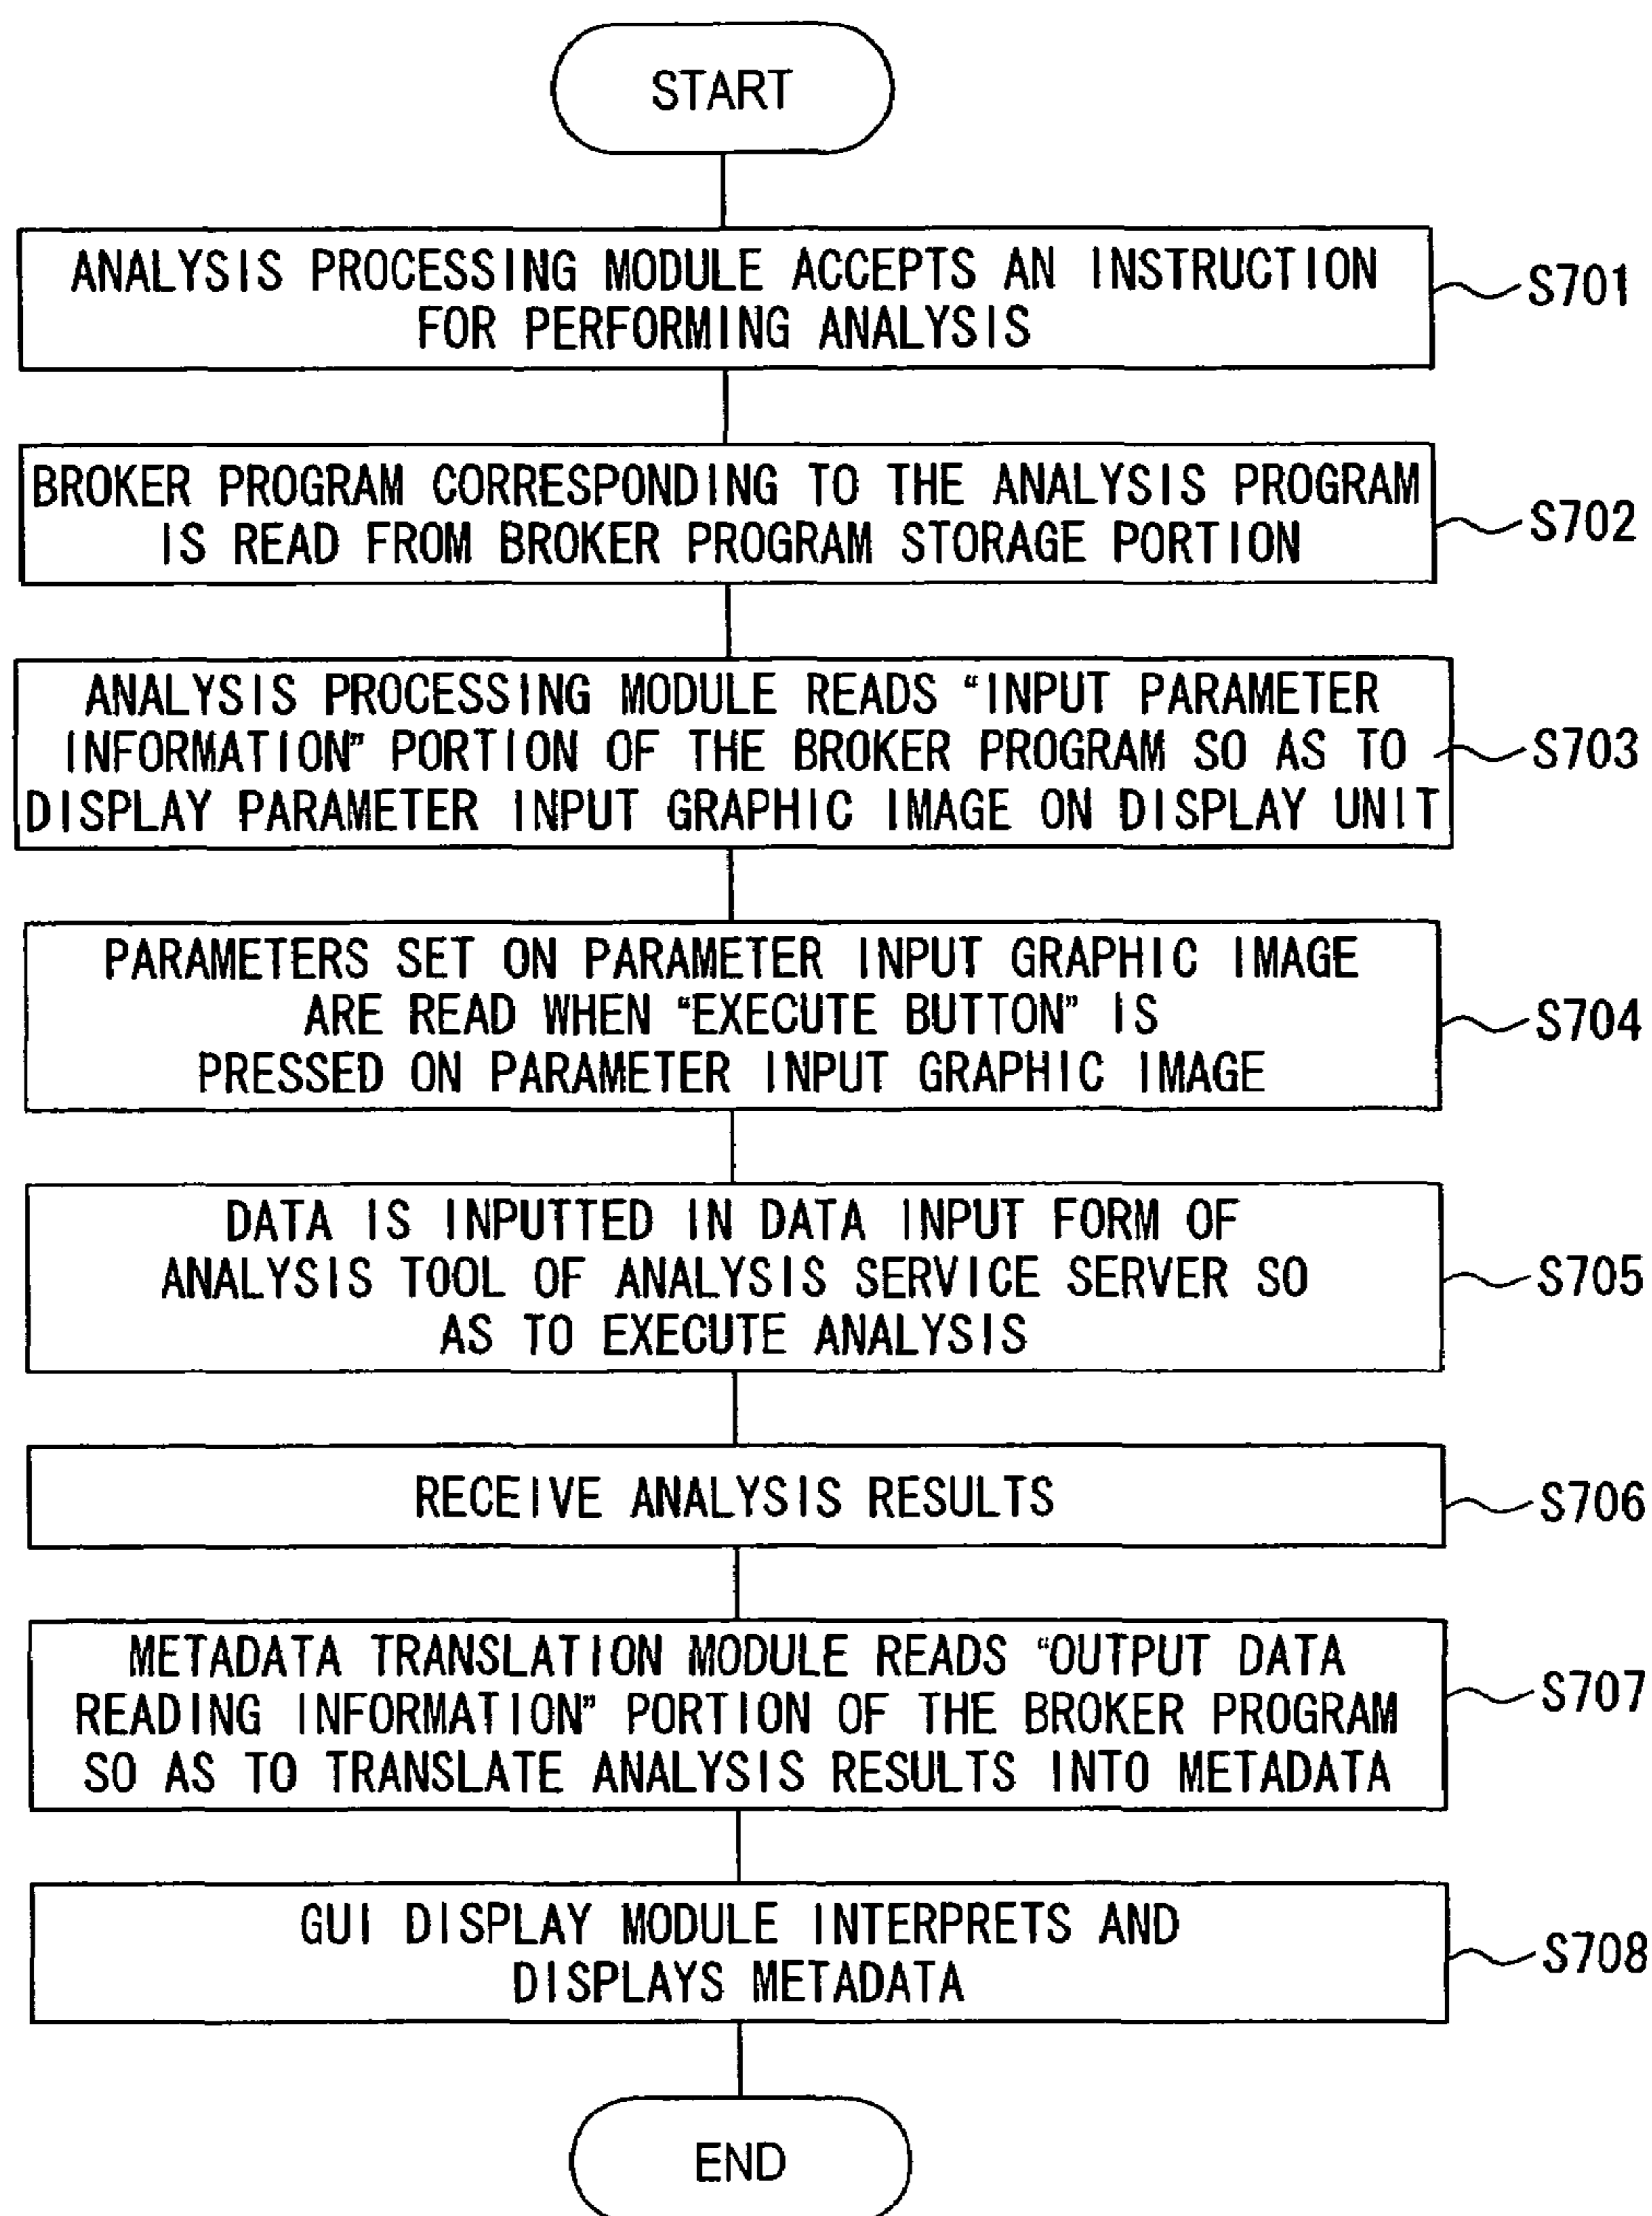 START
ANALYSIS PROCESSING MODULE ACCEPTS AN INSTRUCTION
FOR PERFORMING ANALYSIS
S701
BROKER PROGRAM CORRESPONDING TO THE ANALYSIS PROGRAM
IS READ FROM BROKER PROGRAM STORAGE PORTION
S702
ANALYSIS PROCESSING MODULE READS “INPUT PARAMETER
INFORMATION” PORTION OF THE BROKER PROGRAM SO AS TO
DISPLAY PARAMETER INPUT GRAPHIC IMAGE ON DISPLAY UNIT
S703
PARAMETERS SET ON PARAMETER INPUT GRAPHIC IMAGE
ARE READ WHEN “EXECUTE BUTTON” IS
PRESSED ON PARAMETER INPUT GRAPHIC IMAGE
S704
DATA IS INPUTTED IN DATA INPUT FORM OF
ANALYSIS TOOL OF ANALYSIS SERVICE SERVER SO
AS TO EXECUTE ANALYSIS
S705
RECEIVE ANALYSIS RESULTS
S706
METADATA TRANSLATION MODULE READS “OUTPUT DATA
READING INFORMATION” PORTION OF THE BROKER PROGRAM
SO AS TO TRANSLATE ANALYSIS RESULTS INTO METADATA
S707
GUI DISPLAY MODULE INTERPRETS AND
DISPLAYS METADATA
S708
END